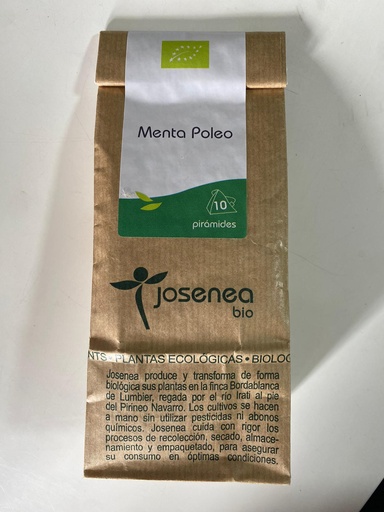 Menta Poleo
10
pirámides
josenea
bio
NTS - PLANTAS ECOLÓGICAS • BIOLOG
Josenea produce y transforma de forma
biológica sus plantas en la finca Bordablanca
de Lumbier, regada por el río Irati al pie
del Pirineo Navarro. Los cultivos se hacen
a mano sin utilizar pesticidas ni abonos
químicos. Josenea cuida con rigor los
procesos de recolección, secado, almace-
namiento y empaquetado, para asegurar
su consumo en óptimas condiciones.